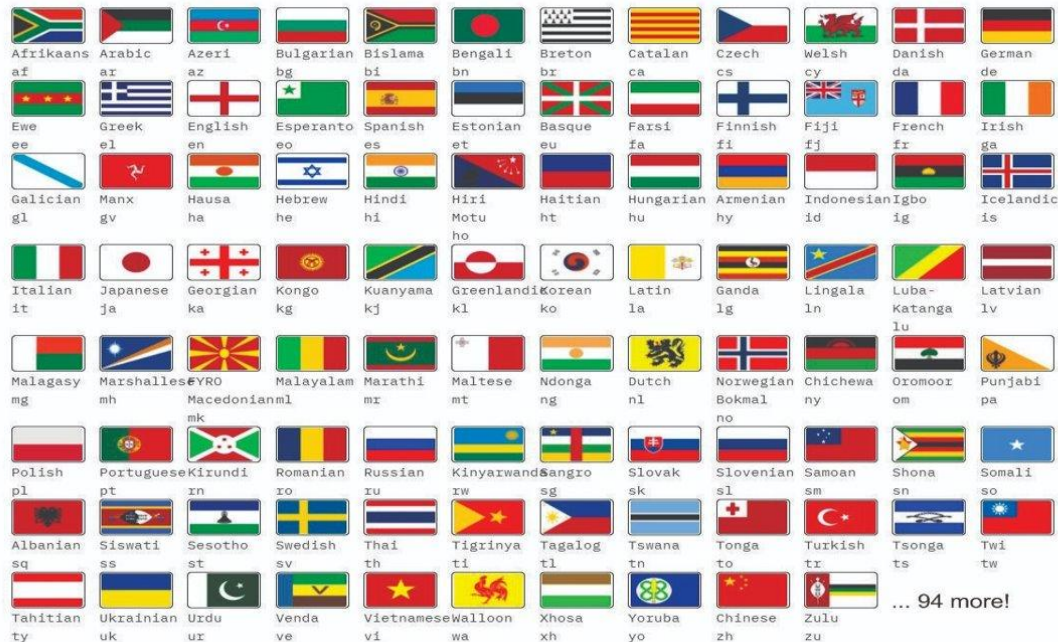 Afrikaans Arabic Azeri Bulgarian Bislama Bengali Breton Catalan Czech Welsh Danish German
af ar az bg bi bn br ca cs cy da de
Ewe Greek English Esperanto Spanish Estonian Basque Farsi Finnish Fiji French Irish
ee el en eo es et eu fa fi fj fr ga
Galician Manx Hausa Hebrew Hindi Hiri Haitian Hungarian Armenian Indonesian Igbo Icelandic
gl gv ha he hi Motu ht hu hy id ig is
ho
Italian Japanese Georgian Kongo Kuanyama Greenlandic Korean Latin Ganda Lingala Luba- Latvian
it ja ka kg kj kl ko la lg ln Katanga lv
lu
Malagasy Marshallese FYRO Malayalam Marathi Maltese Ndonga Dutch Norwegian Chichewa Oromoor Punjabi
mg mh Macedonian ml mr mt ng nl Bokmal ny om pa
mk no
Polish Portuguese Kirundi Romanian Russian Kinyarwanda Sangro Slovak Slovenian Samoan Shona Somali
pl pt rn ro ru rw sg sk sl sm sn so
Albanian Siswati Sesotho Swedish Thai Tigrinya Tagalog Tswana Tonga Turkish Tsonga Twi
sq ss st sv th ti tl tn to tr ts tw
... 94 more!
Tahitian Ukrainian Urdu Venda Vietnamese Walloon Xhosa Yoruba Chinese Zulu
ty uk ur ve vi wa xh yo zh zu